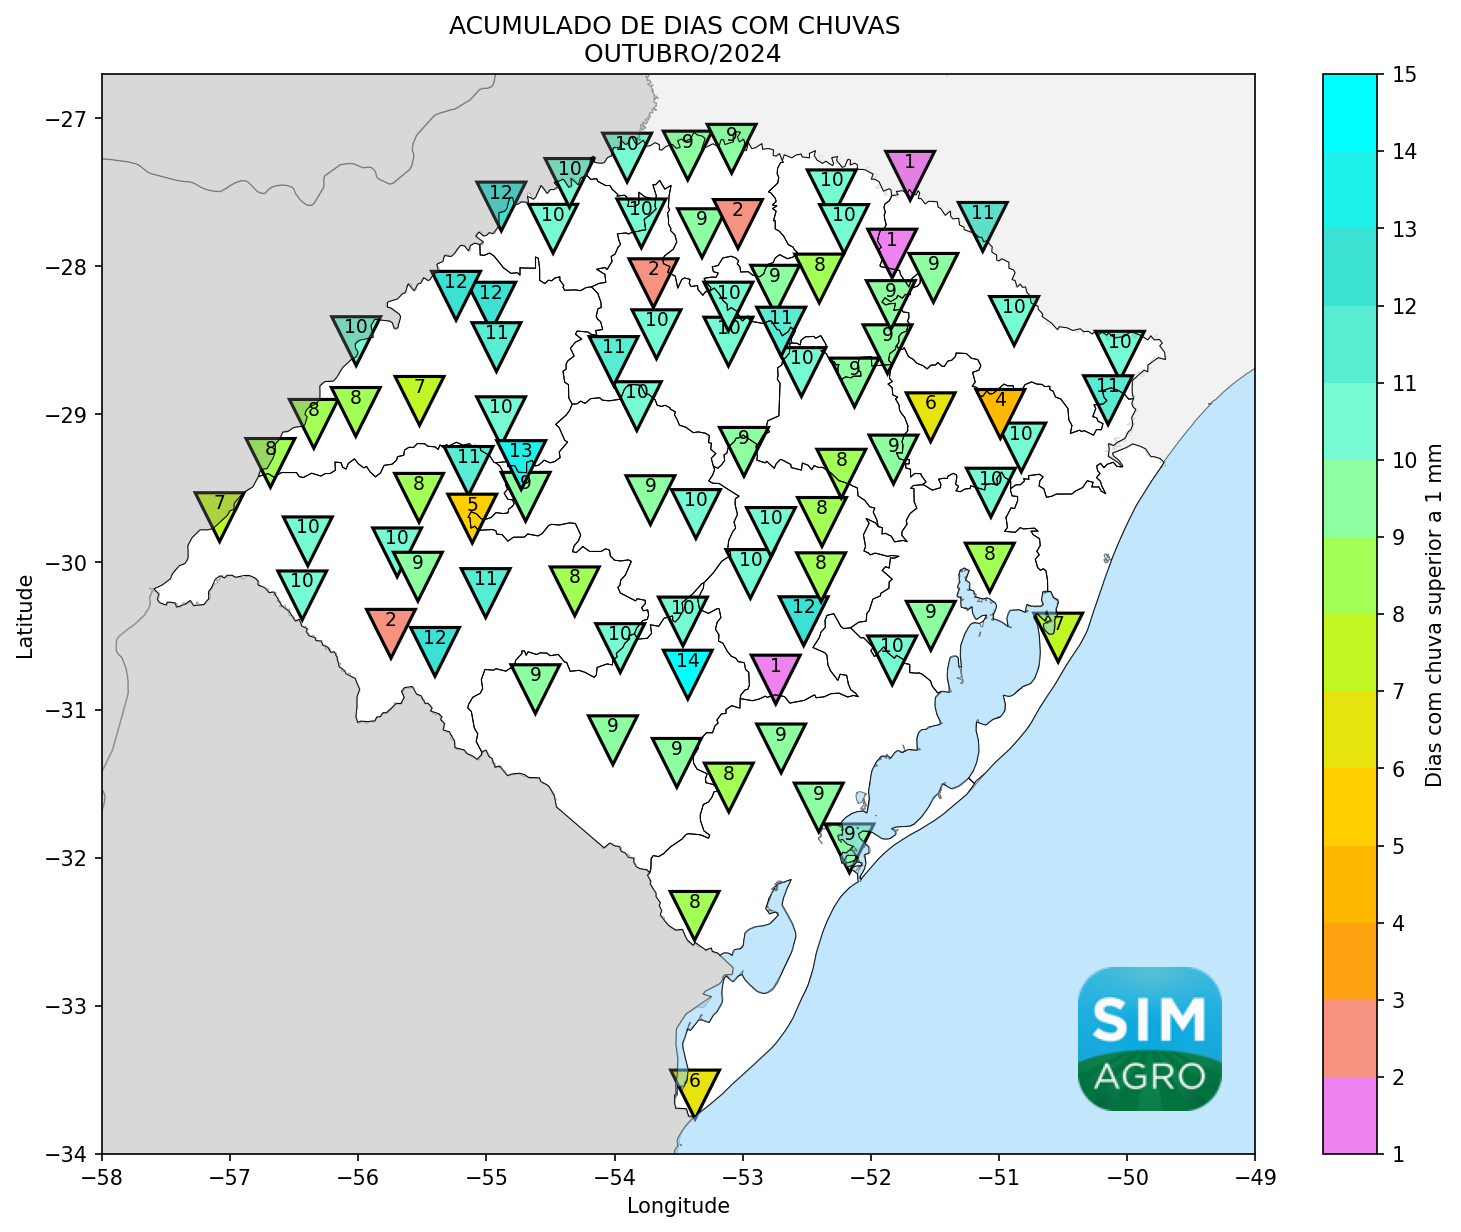 ACUMULADO DE DIAS COM CHUVAS
OUTUBRO/2024
15
14
13
12
11
10
9
8
7
6
5
4
3
2
1
Dias com chuva superior a 1 mm
Latitude
−27
−28
−29
−30
−31
−32
−33
−34
10 9 9 1
10 10
12 10 10 9 2 10 11
1
2 9 8 9
12 12 10 9 10
10 11 10 10 11 9 10
11 10 9 11
8 8 7 10 10 6 4
8 11 13 9 8 9 10
7 8 9 9 10 10
10 5 10 8
10 9 10 8 8
10 11 8 10 12 9 7
2 12 10 10
9 14 1
9 9 9
8 9
9
8
6
SIM
AGRO
−58 −57 −56 −55 −54 −53 −52 −51 −50 −49
Longitude